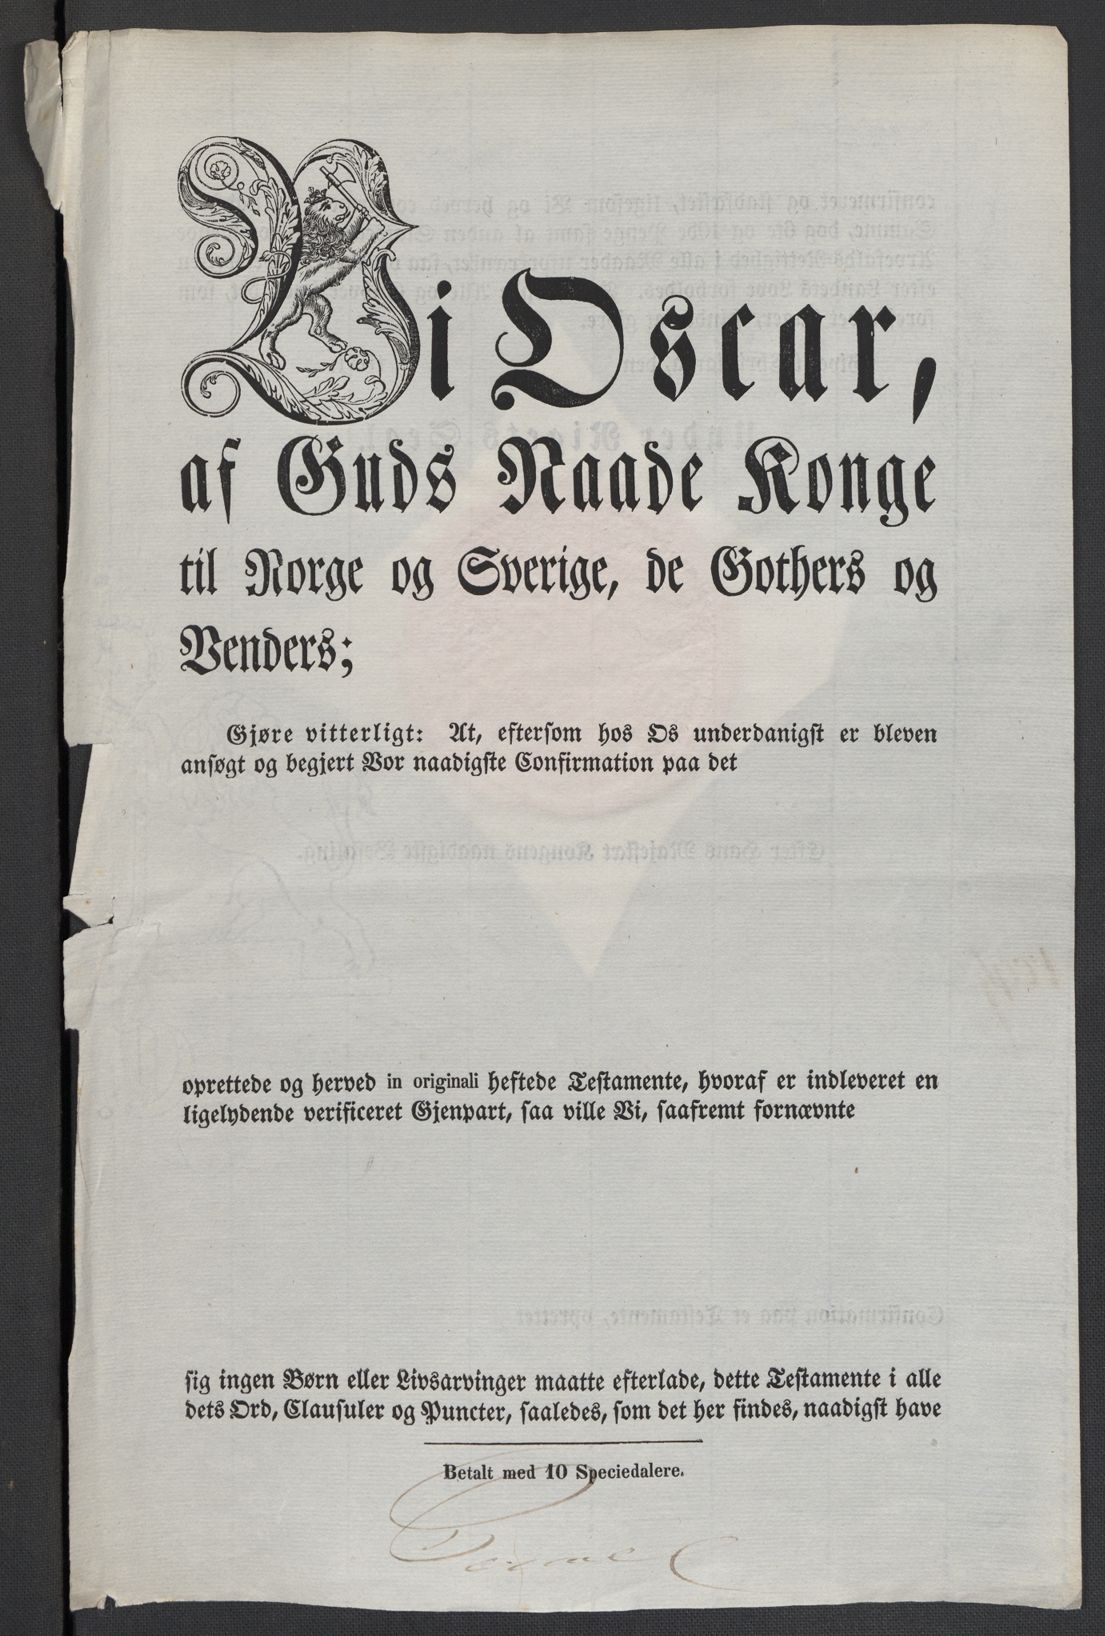 Vi Oscar,
af Guds Naade Konge
til Norge og Sverige, de Gothers og
Venders;
Gjøre vitterligt: At, eftersom hos Os underdanigst er bleven
ansøgt og begjert Vor naadigste Confirmation paa det
oprettede og herved in originali heftede Testamente, hvoraf er indleveret en
ligelydende verificeret Gjenpart, saa ville Vi, saafremt fornævnte
sig ingen Børn eller Livsarvinger maatte efterlade, dette Testamente i alle
dets Ord, Clausuler og Puncter, saaledes, som det her findes, naadigst have
Betalt med 10 Speciedalere.